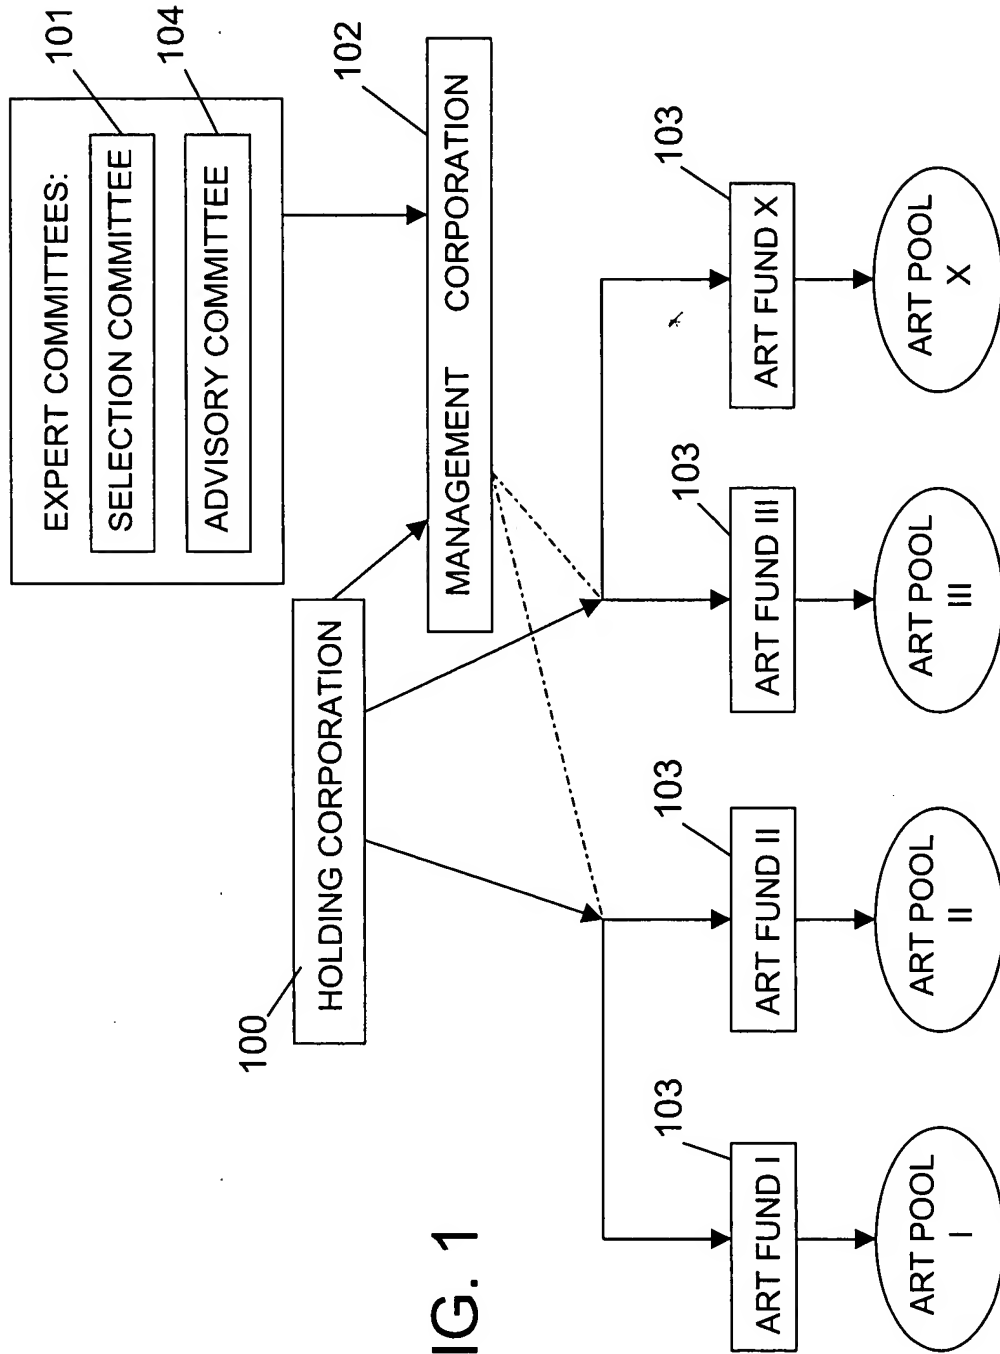 EXPERT COMMITTEES:
101
SELECTION COMMITTEE
104
ADVISORY COMMITTEE
100
HOLDING CORPORATION
102
MANAGEMENT CORPORATION
103
ART FUND I
103
ART FUND II
103
ART FUND III
103
ART FUND X
ART POOL
I
ART POOL
II
ART POOL
III
ART POOL
X
IG. 1